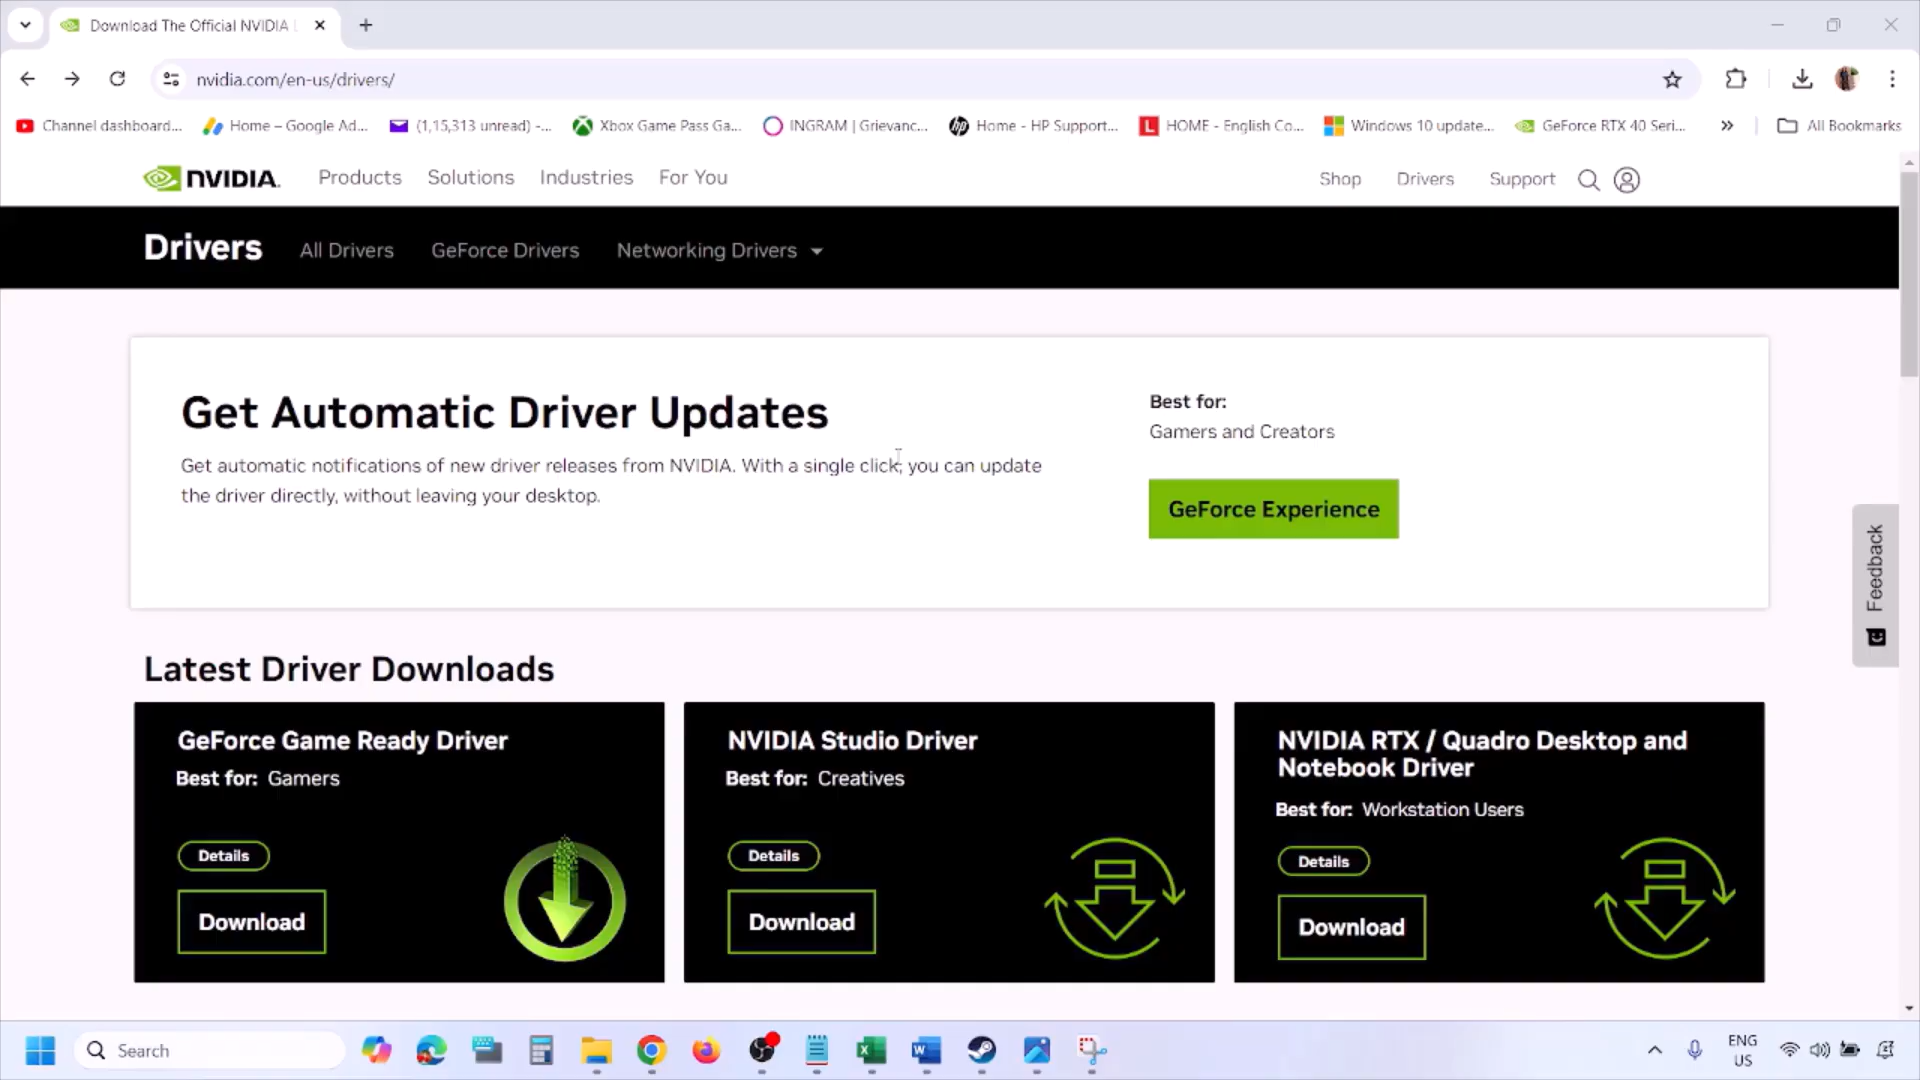 Download The Official NVIDIA
nvidia.com/en-us/drivers/
Channel dashboard...
Home – Google Ad...
(1,15,313 unread) -...
Xbox Game Pass Ga...
INGRAM | Grievanc...
Home - HP Support...
HOME - English Co...
Windows 10 update...
GeForce RTX 40 Seri...
All Bookmarks
NVIDIA.
Products
Solutions
Industries
For You
Shop
Drivers
Support
Drivers
All Drivers
GeForce Drivers
Networking Drivers
Get Automatic Driver Updates
Get automatic notifications of new driver releases from NVIDIA. With a single click, you can update
the driver directly, without leaving your desktop.
Best for:
Gamers and Creators
GeForce Experience
Feedback
Latest Driver Downloads
GeForce Game Ready Driver
Best for: Gamers
Details
Download
NVIDIA Studio Driver
Best for: Creatives
Details
Download
NVIDIA RTX / Quadro Desktop and
Notebook Driver
Best for: Workstation Users
Details
Download
Search
ENG
US